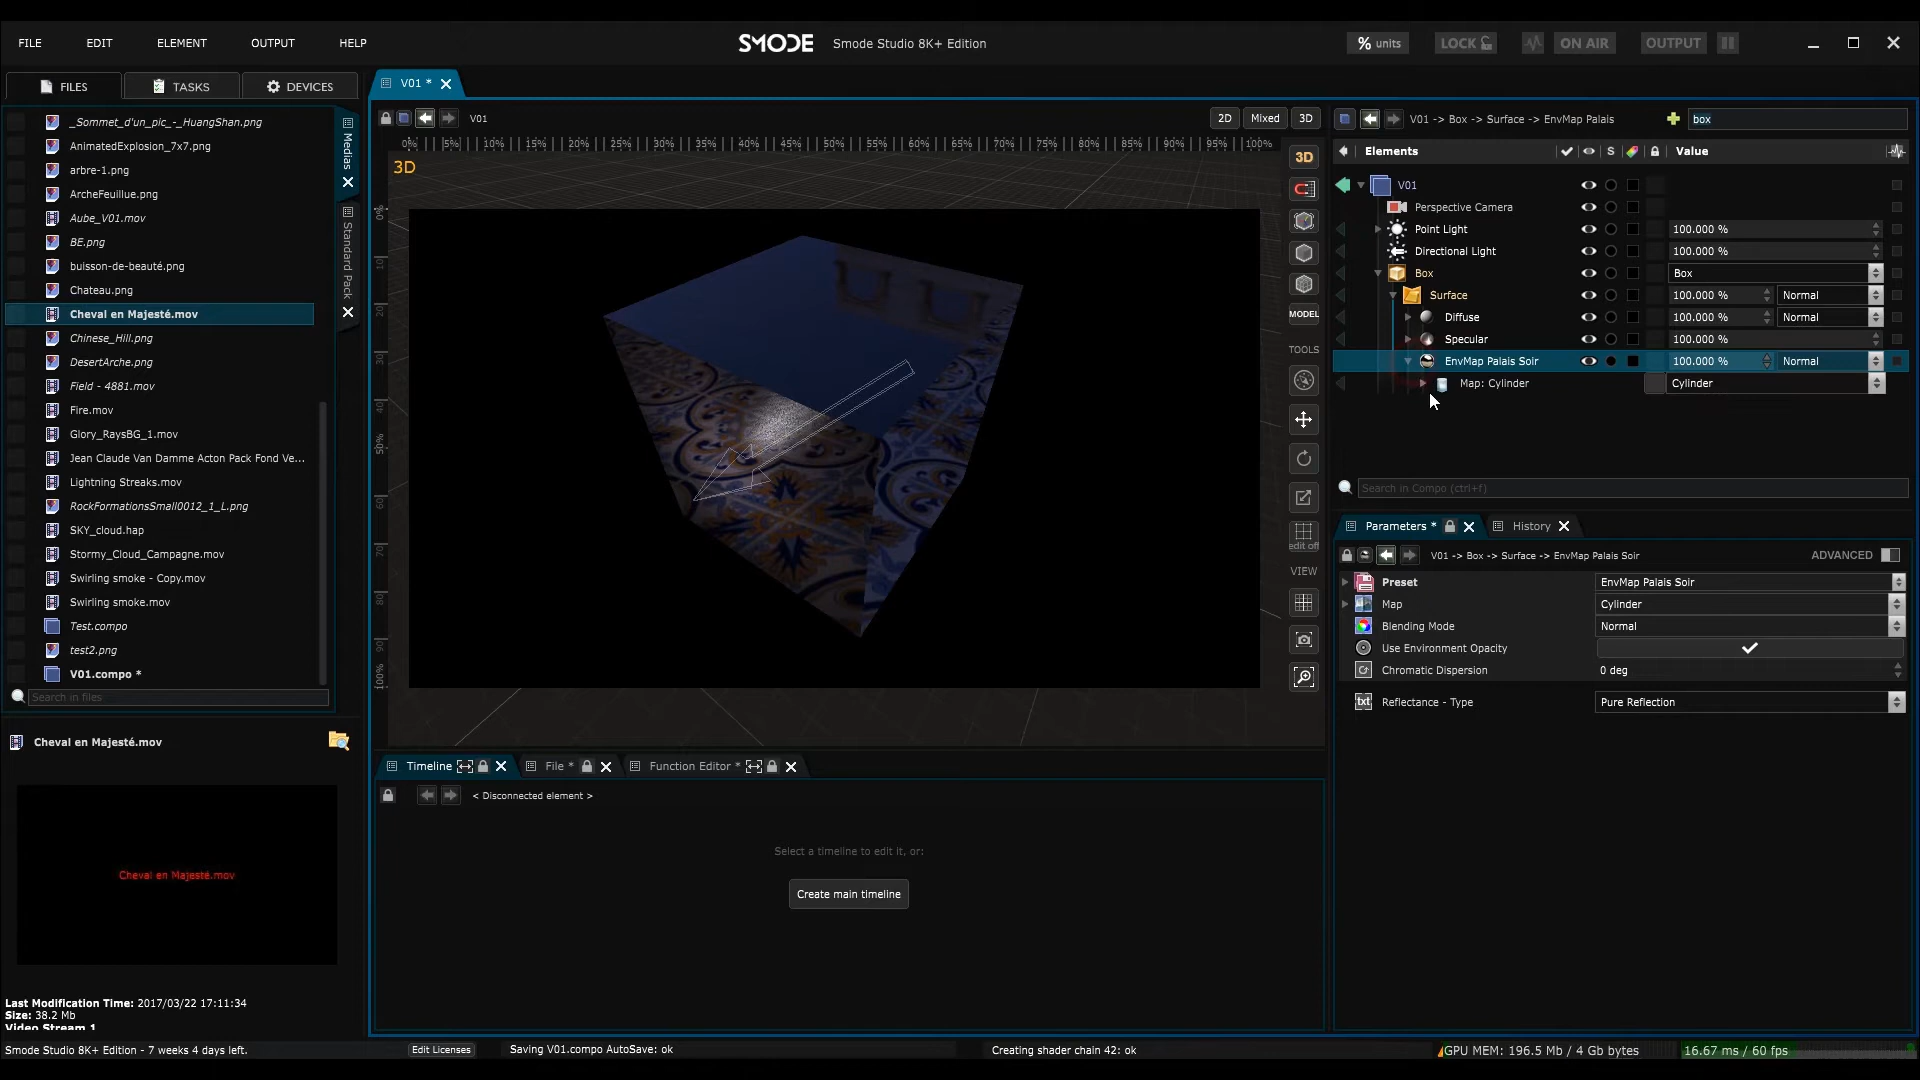 FILE EDIT ELEMENT OUTPUT HELP SMODE Smode Studio 8K+ Edition % units LOCK ON AIR OUTPUT
FILES TASKS DEVICES V01 *
_Sommet_d'un_pic_-_HuangShan.png
AnimatedExplosion_7x7.png
arbre-1.png
ArcheFeuillue.png
Aube_V01.mov
BE.png
buisson-de-beauté.png
Chateau.png
Cheval en Majesté.mov
Chinese_Hill.png
DesertArche.png
Field - 4881.mov
Fire.mov
Glory_RaysBG_1.mov
Jean Claude Van Damme Acton Pack Fond Ve...
Lightning Streaks.mov
RockFormationsSmall0012_1_L.png
SKY_cloud.hap
Stormy_Cloud_Campagne.mov
Swirling smoke - Copy.mov
Swirling smoke.mov
Test.compo
test2.png
V01.compo *
Search in files
Medias
Standard Pack
Cheval en Majesté.mov
Cheval en Majesté.mov
Last Modification Time: 2017/03/22 17:11:34
Size: 38.2 Mb
Video Stream 1
V01 2D Mixed 3D
0% 5% 10% 15% 20% 25% 30% 35% 40% 45% 50% 55% 60% 65% 70% 75% 80% 85% 90% 95% 100%
3D
0%
10
20
30%
40
50%
60
70
80
90
100%
3D
MODEL
TOOLS
edit off
VIEW
Timeline File * Function Editor *
< Disconnected element >
Select a timeline to edit it, or:
Create main timeline
V01 -> Box -> Surface -> EnvMap Palais box
Elements S Value
V01
Perspective Camera
Point Light 100.000 %
Directional Light 100.000 %
Box Box
Surface 100.000 % Normal
Diffuse 100.000 % Normal
Specular 100.000 %
EnvMap Palais Soir 100.000 % Normal
Map: Cylinder Cylinder
Search in Compo (ctrl+f)
Parameters * History
V01 -> Box -> Surface -> EnvMap Palais Soir ADVANCED
Preset EnvMap Palais Soir
Map Cylinder
Blending Mode Normal
Use Environment Opacity
Chromatic Dispersion 0 deg
txt Reflectance - Type Pure Reflection
Smode Studio 8K+ Edition - 7 weeks 4 days left. Edit Licenses Saving V01.compo AutoSave: ok Creating shader chain 42: ok GPU MEM: 196.5 Mb / 4 Gb bytes 16.67 ms / 60 fps